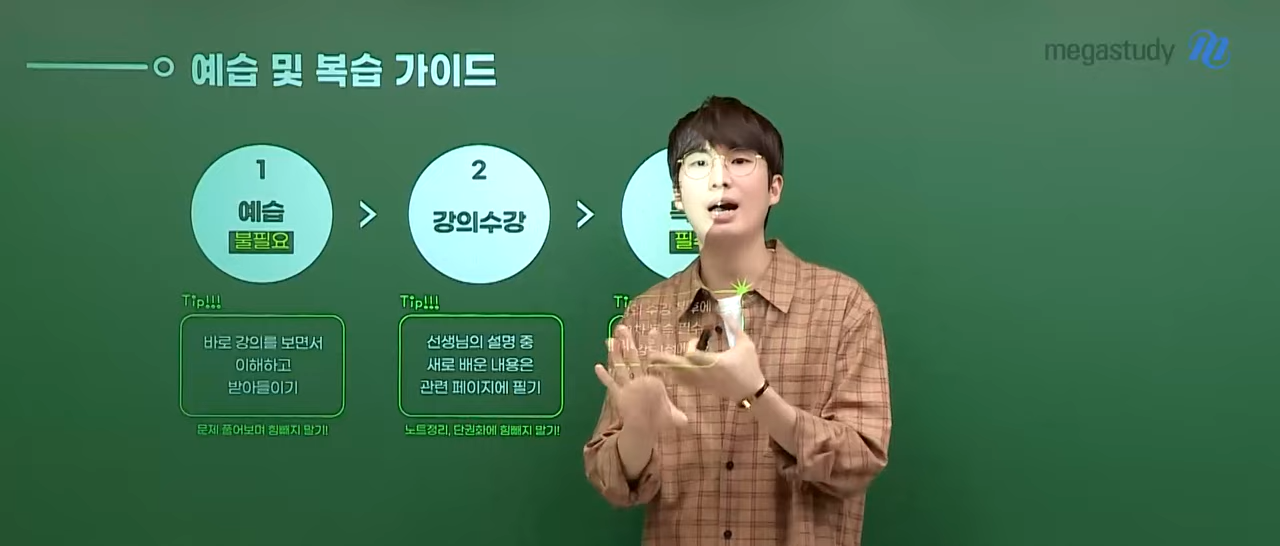 예습 및 복습 가이드
megastudy
1
예습
불필요
2
강의수강
Tip!!!
바로 강의를 보면서
이해하고
받아들이기
문제 풀어보며 힘빼지 말기!
Tip!!!
선생님의 설명 중
새로 배운 내용은
관련 페이지에 필기
노트정리, 단권화에 힘빼지 말기!